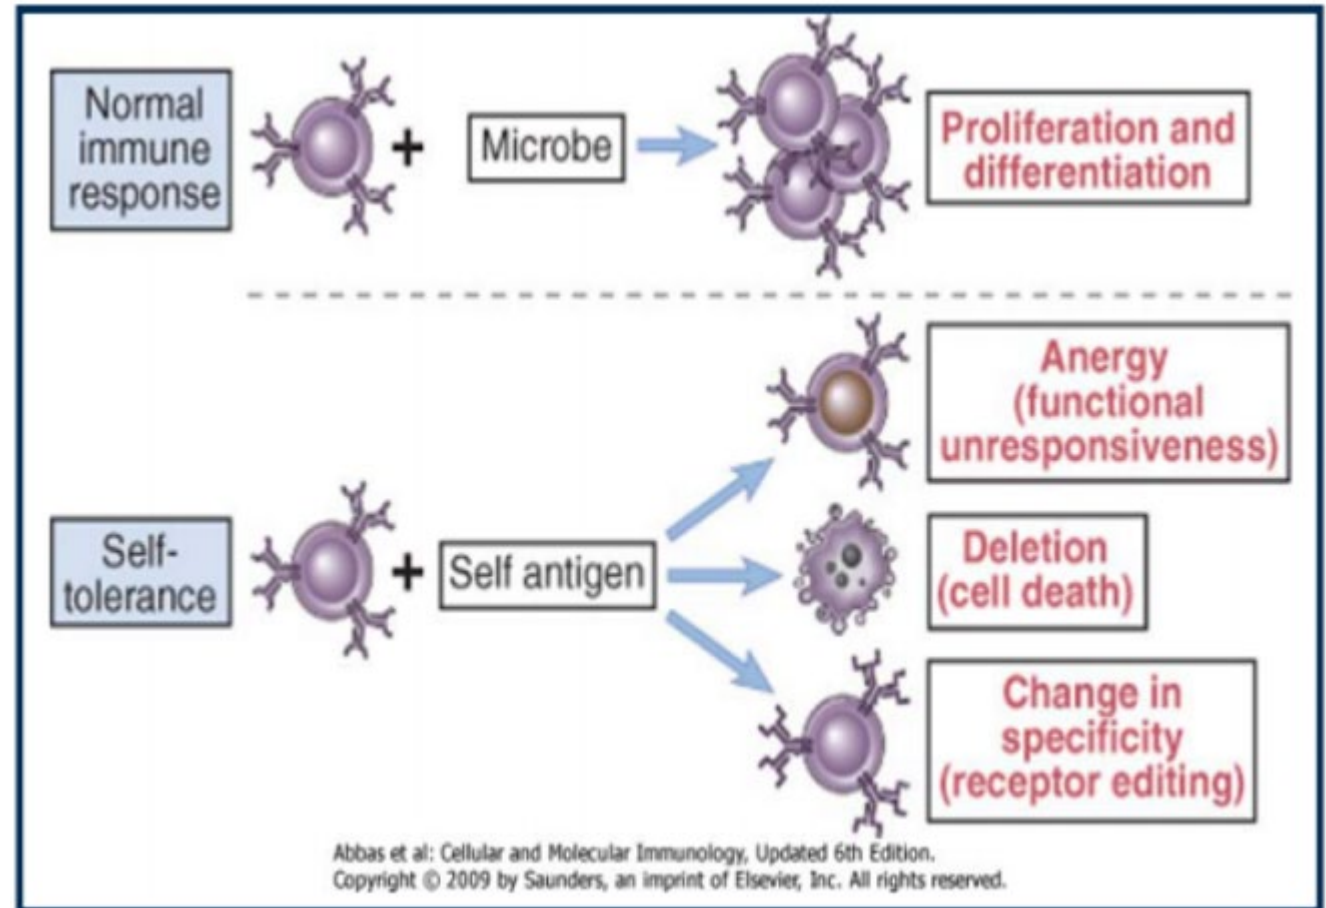 Normal
immune
response
+
Microbe
Proliferation and
differentiation
Self-
tolerance
+
Self antigen
Anergy
(functional
unresponsiveness)
Deletion
(cell death)
Change in
specificity
(receptor editing)
Abbas et al: Cellular and Molecular Immunology, Updated 6th Edition.
Copyright © 2009 by Saunders, an imprint of Elsevier, Inc. All rights reserved.